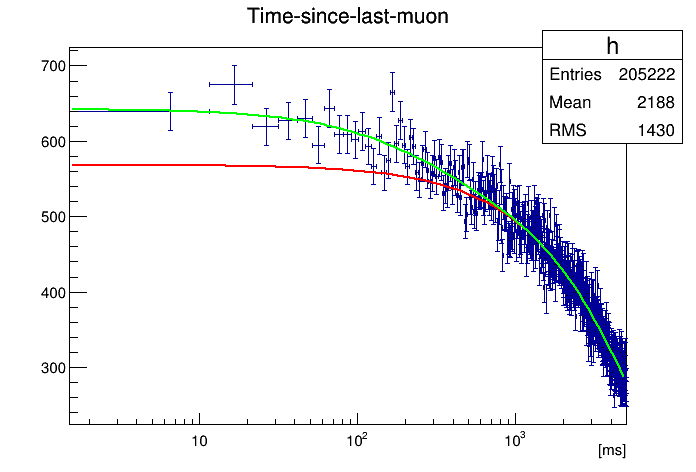 Time-since-last-muon
h
Entries 205222
Mean 2188
RMS 1430
700
600
500
400
300
10
10²
10³
[ms]